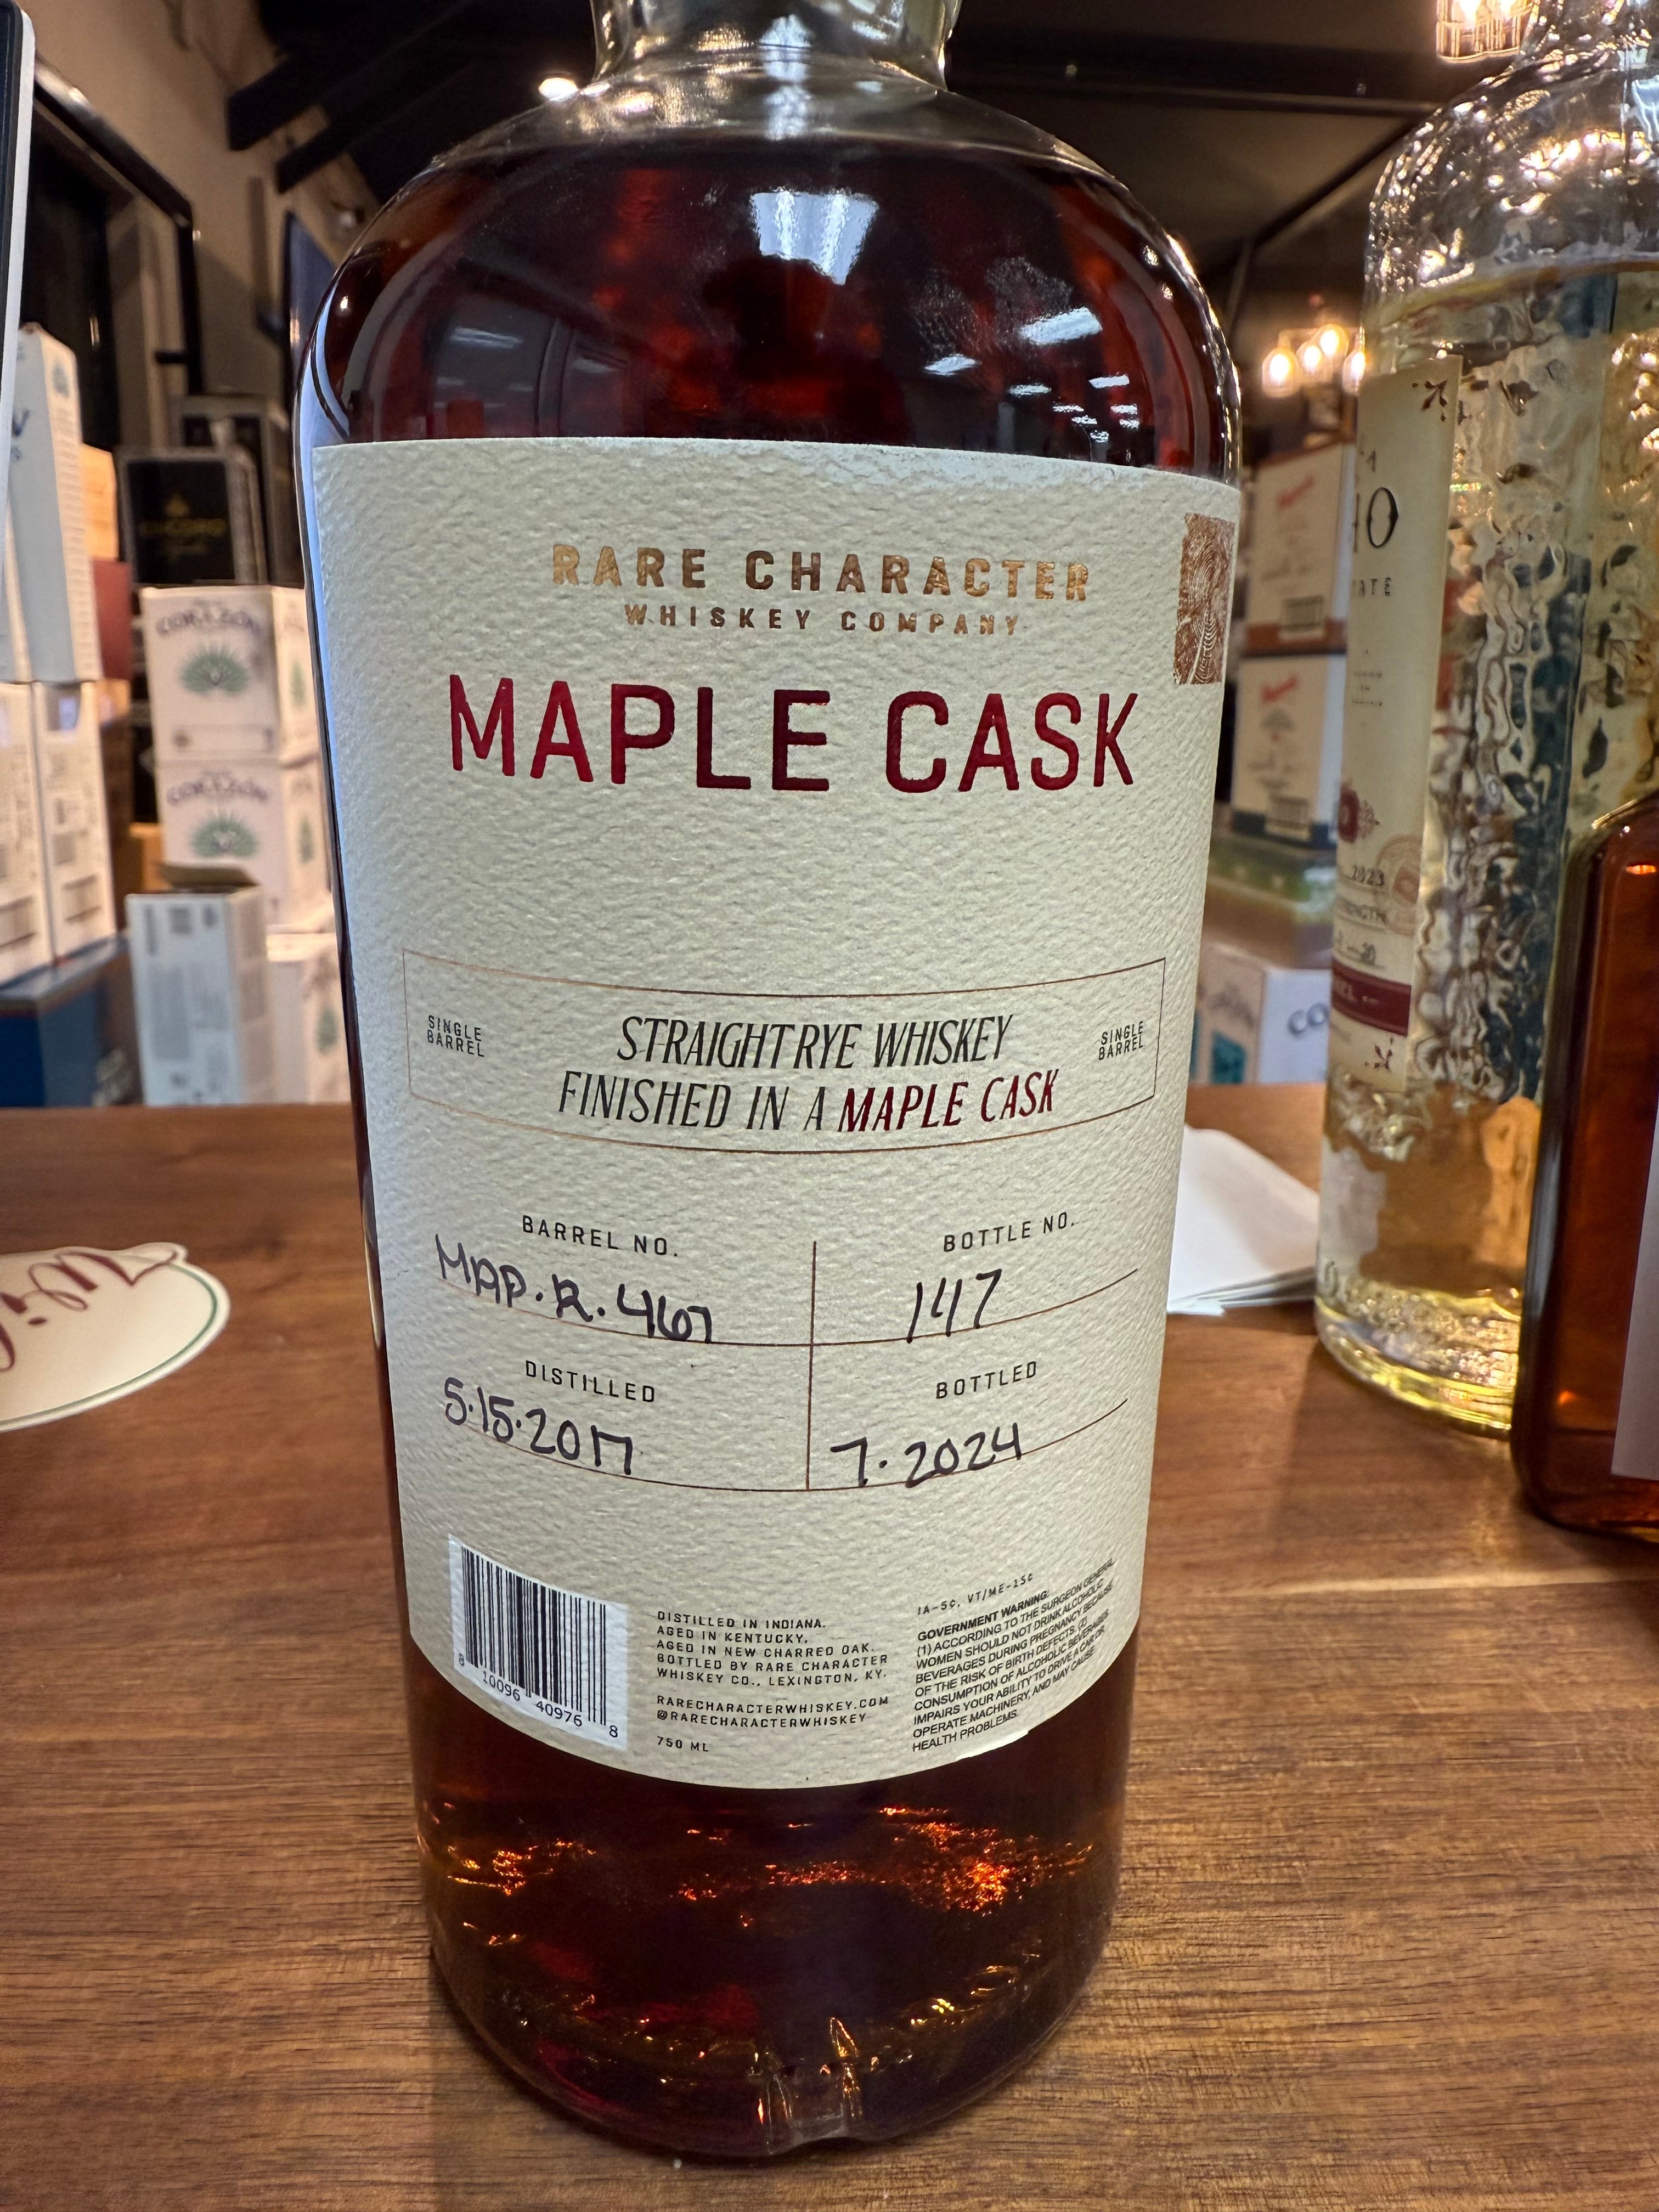 RARE CHARACTER
WHISKEY COMPANY
MAPLE CASK
SINGLE
BARREL
STRAIGHT RYE WHISKEY
FINISHED IN A MAPLE CASK
SINGLE
BARREL
BARREL NO.
MAP.R.467
BOTTLE NO.
147
DISTILLED
5.15.2017
BOTTLED
7.2024
8 10096 40976 8
DISTILLED IN INDIANA.
AGED IN KENTUCKY.
AGED IN NEW CHARRED OAK.
BOTTLED BY RARE CHARACTER
WHISKEY CO., LEXINGTON, KY.
RARECHARACTERWHISKEY.COM
@RARECHARACTERWHISKEY
750 ML
IA-5¢, VT/ME-15¢
GOVERNMENT WARNING:
(1) ACCORDING TO THE SURGEON GENERAL
WOMEN SHOULD NOT DRINK ALCOHOLIC
BEVERAGES DURING PREGNANCY BECAUSE
OF THE RISK OF BIRTH DEFECTS. (2)
CONSUMPTION OF ALCOHOLIC BEVERAGES
IMPAIRS YOUR ABILITY TO DRIVE A CAR OR
OPERATE MACHINERY, AND MAY CAUSE
HEALTH PROBLEMS.
CORAZÓN
CORAZÓN
2023